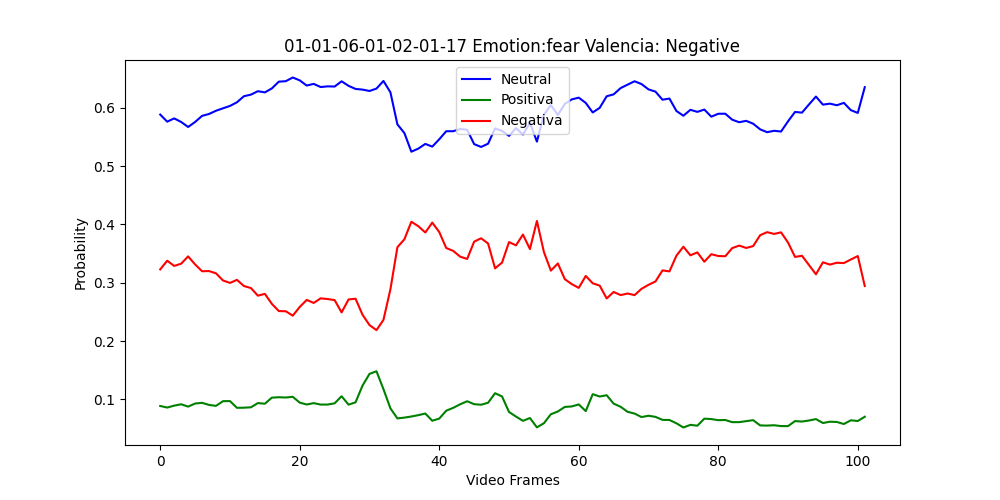 01-01-06-01-02-01-17 Emotion:fear Valencia: Negative
Neutral
Positiva
Negativa
Probability
0.6
0.5
0.4
0.3
0.2
0.1
0 20 40 60 80 100
Video Frames